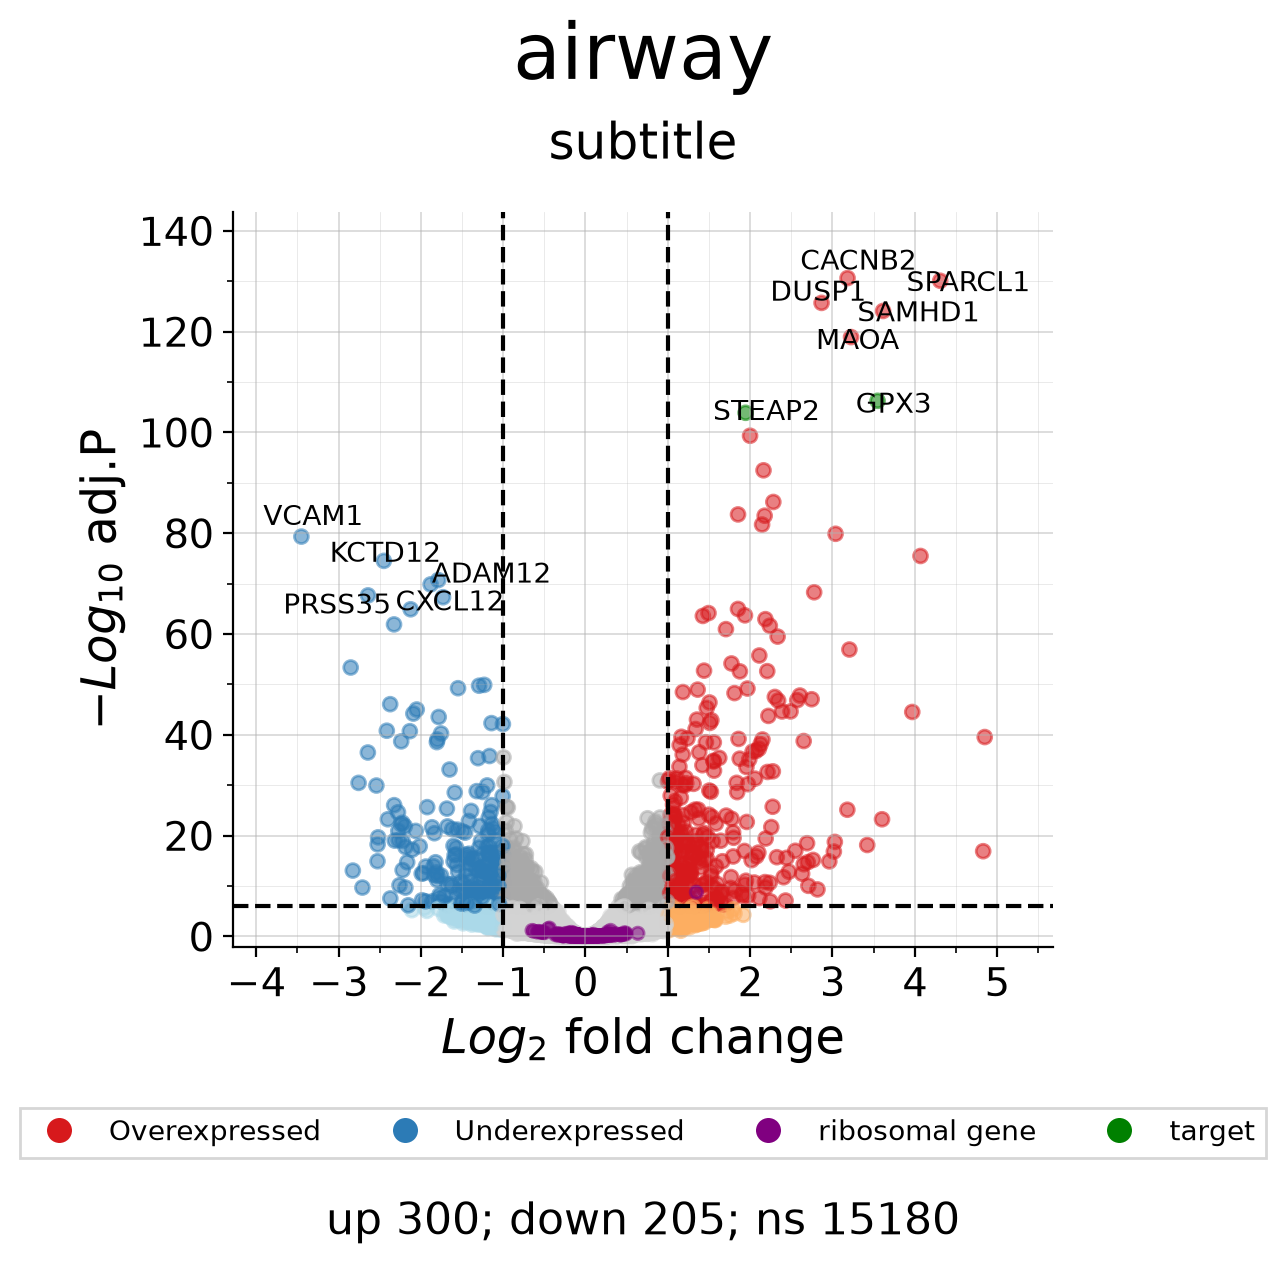 airway
subtitle
140
CACNB2
SPARCL1
DUSP1
SAMHD1
120
MAOA
STEAP2
GPX3
100
VCAM1
80
KCTD12
ADAM12
PRSS35
CXCL12
60
40
20
0
−Log10 adj.P
−4 −3 −2 −1 0 1 2 3 4 5
Log2 fold change
Overexpressed Underexpressed ribosomal gene target
up 300; down 205; ns 15180